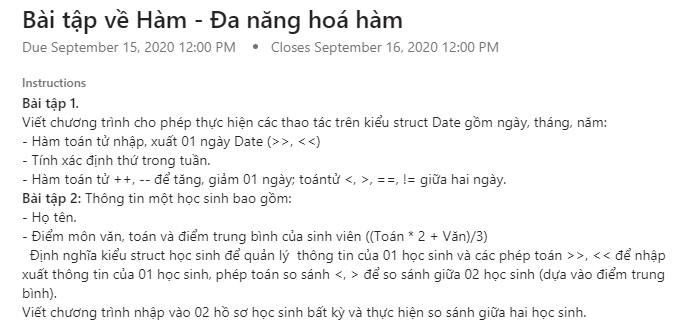 Bài tập về Hàm - Đa năng hoá hàm
Due September 15, 2020 12:00 PM • Closes September 16, 2020 12:00 PM
Instructions
Bài tập 1.
Viết chương trình cho phép thực hiện các thao tác trên kiểu struct Date gồm ngày, tháng, năm:
- Hàm toán tử nhập, xuất 01 ngày Date (>>, <<)
- Tính xác định thứ trong tuần.
- Hàm toán tử ++, -- để tăng, giảm 01 ngày; toántử <, >, ==, != giữa hai ngày.
Bài tập 2: Thông tin một học sinh bao gồm:
- Họ tên.
- Điểm môn văn, toán và điểm trung bình của sinh viên ((Toán * 2 + Văn)/3)
Định nghĩa kiểu struct học sinh để quản lý thông tin của 01 học sinh và các phép toán >>, << để nhập
xuất thông tin của 01 học sinh, phép toán so sánh <, > để so sánh giữa 02 học sinh (dựa vào điểm trung
bình).
Viết chương trình nhập vào 02 hồ sơ học sinh bất kỳ và thực hiện so sánh giữa hai học sinh.